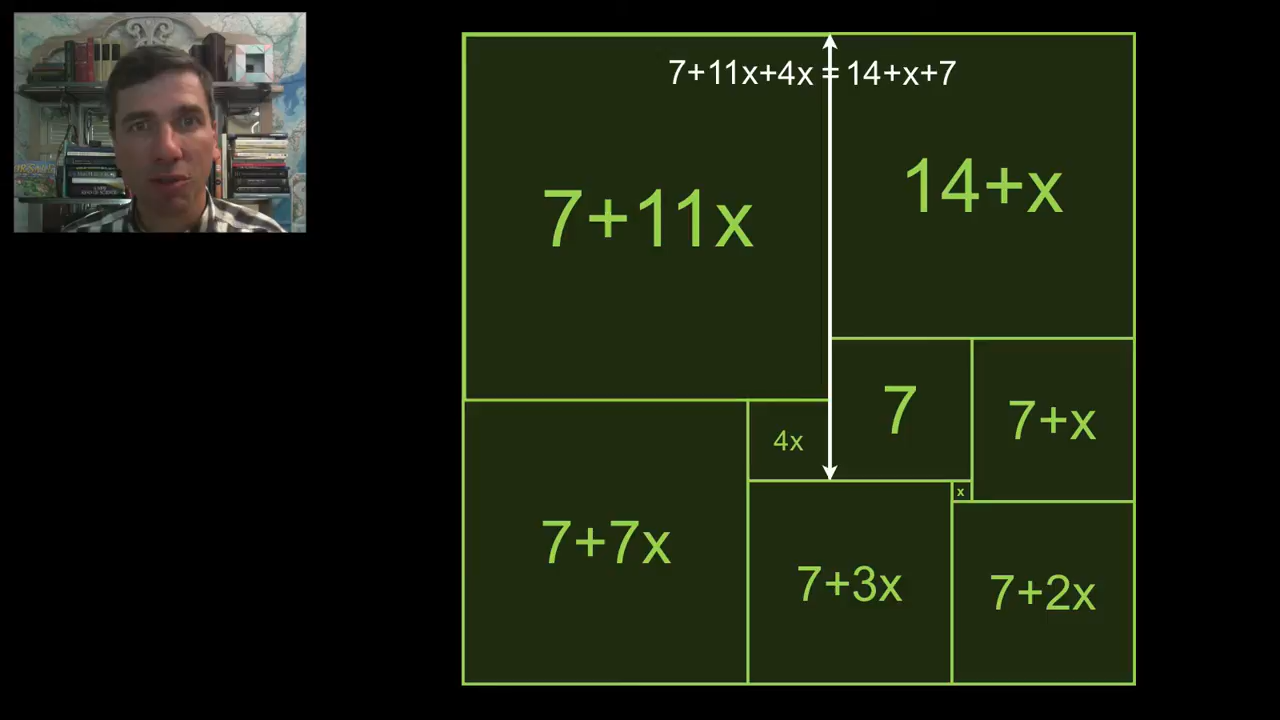 7+11x+4x = 14+x+7
7+11x
14+x
7
7+x
4x
x
7+7x
7+3x
7+2x